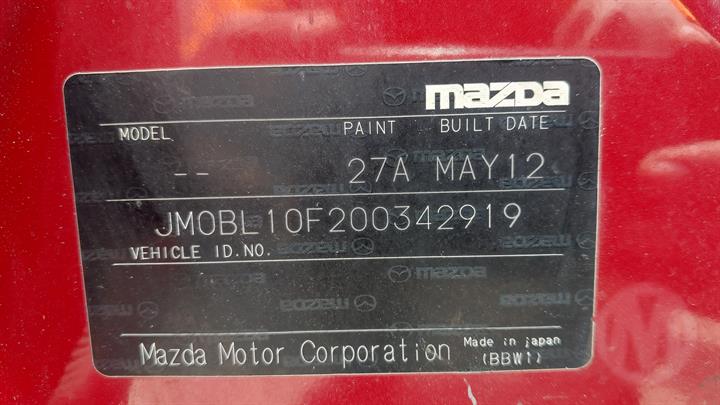 mazda
MODEL PAINT BUILT DATE
-- 27A MAY12
JM0BL10F200342919
VEHICLE ID.NO.
Mazda Motor Corporation Made in japan
(BBW1)